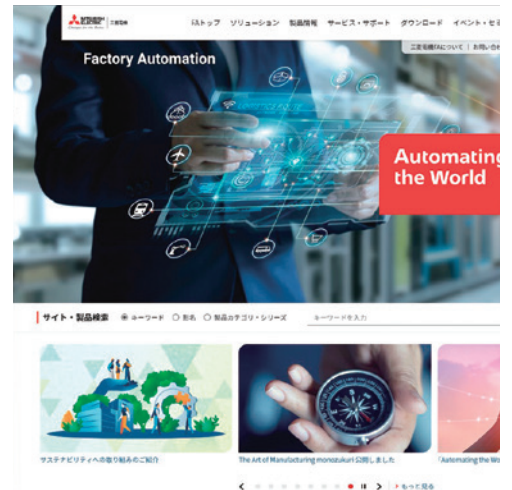 MITSUBISHI ELECTRIC
三菱電機
FAトップ ソリューション 製品情報 サービス・サポート ダウンロード イベント・セミ
三菱電機FAについて | お問い合わ
Factory Automation
LOGISTICS ROUTE
Automating
the World
サイト・製品検索 キーワード 形名 製品カテゴリ・シリーズ キーワードを入力
サステナビリティへの取り組みのご紹介
The Art of Manufacturing monozukuri 公開しました
「Automating the Wo
もっと見る